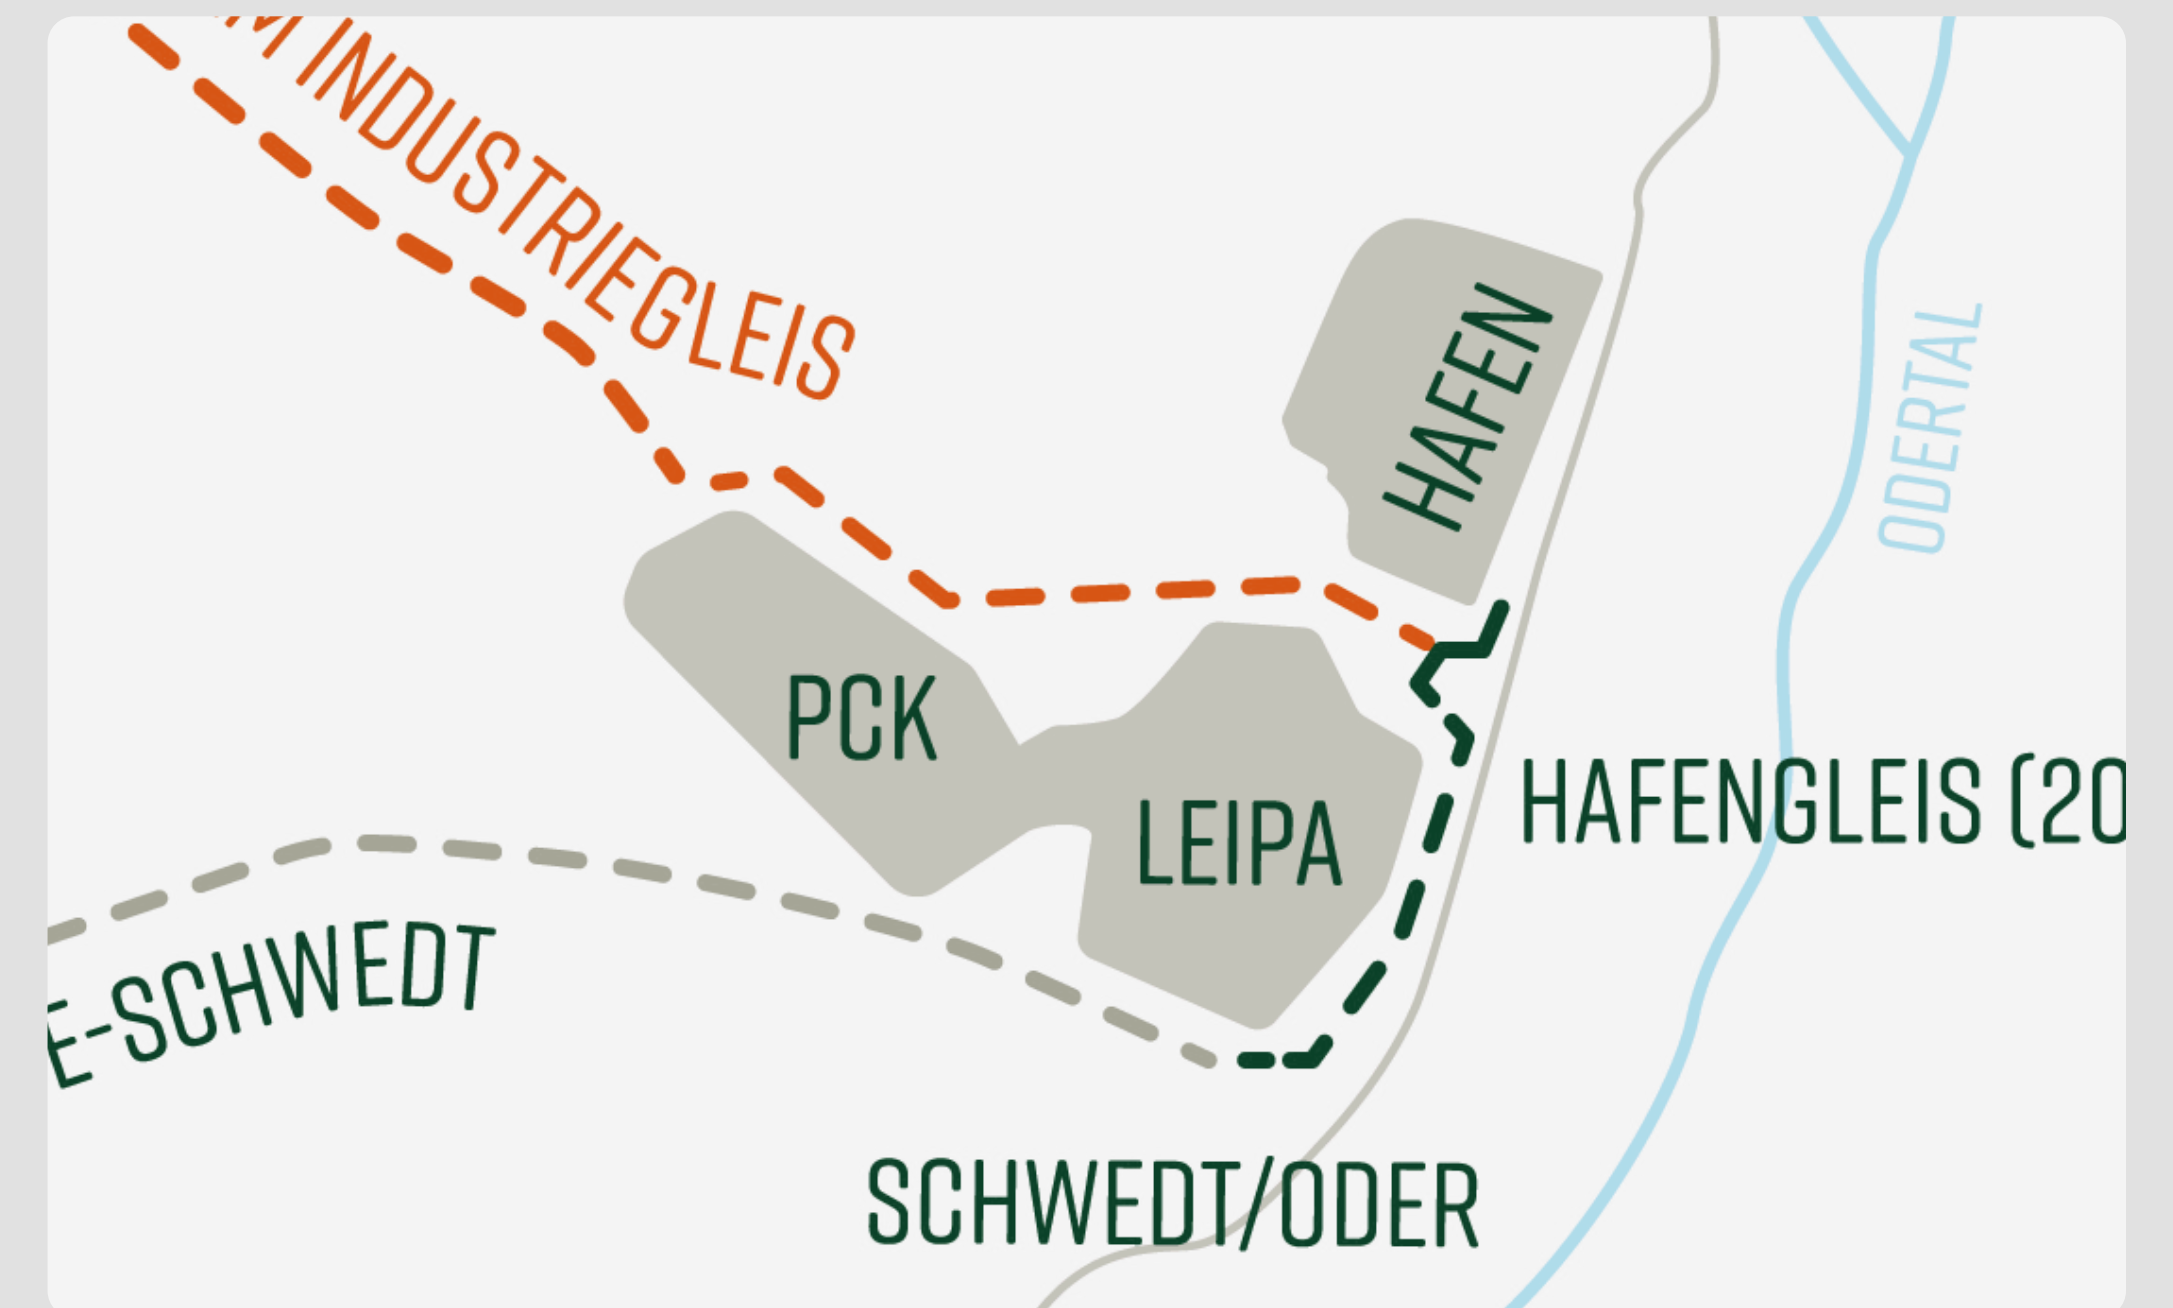 M INDUSTRIEGLEIS
HAFEN
ODERTAL
PCK
LEIPA
HAFENGLEIS (20
E-SCHWEDT
SCHWEDT/ODER